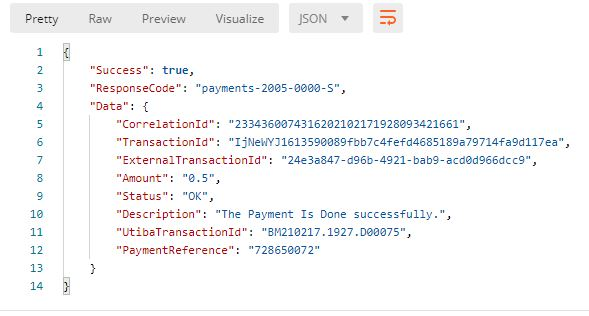 Pretty Raw Preview Visualize JSON
1 {
2 "Success": true,
3 "ResponseCode": "payments-2005-0000-S",
4 "Data": {
5 "CorrelationId": "23343600743162021021719280934​21661",
6 "TransactionId": "IjNeWYJ1613590089fbb7c4fefd4685189a79714fa9d117ea",
7 "ExternalTransactionId": "24e3a847-d96b-4921-bab9-acd0d966dcc9",
8 "Amount": "0.5",
9 "Status": "OK",
10 "Description": "The Payment Is Done successfully.",
11 "UtibaTransactionId": "BM210217.1927.D00075",
12 "PaymentReference": "728650072"
13 }
14 }